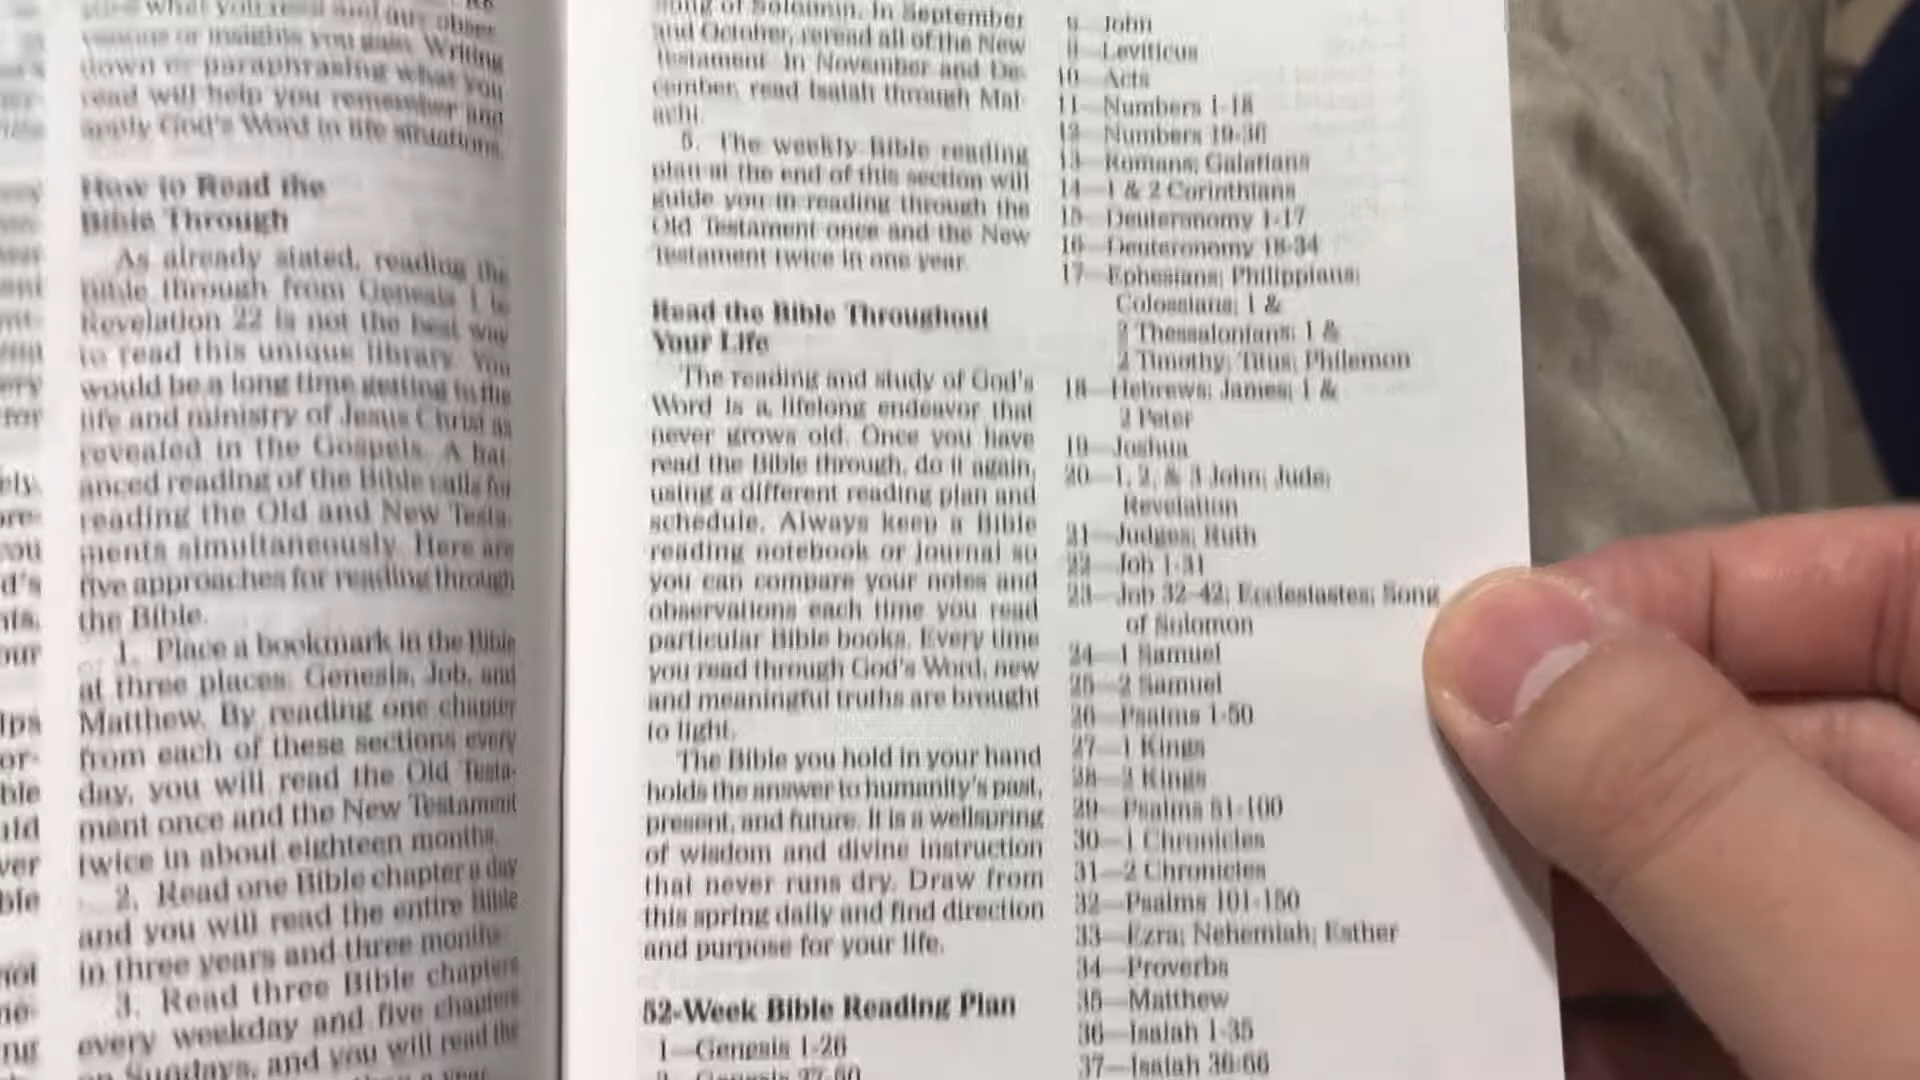 down or paraphrasing what you
read will help you remember and
apply God's Word in life situations.
How to Read the
Bible Through
As already stated, reading the
Bible through from Genesis 1 to
Revelation 22 is not the best way
to read this unique library. You
would be a long time getting to the
life and ministry of Jesus Christ as
revealed in the Gospels. A bal-
anced reading of the Bible calls for
reading the Old and New Testa-
ments simultaneously. Here are
five approaches for reading through
the Bible.
1. Place a bookmark in the Bible
at three places: Genesis, Job, and
Matthew. By reading one chapter
from each of these sections every
day, you will read the Old Testa-
ment once and the New Testament
twice in about eighteen months.
2. Read one Bible chapter a day
and you will read the entire Bible
in three years and three months.
3. Read three Bible chapters
every weekday and five chapters
on Sundays, and you will read the
Song of Solomon. In September
and October, reread all of the New
Testament. In November and De-
cember, read Isaiah through Mal-
achi.
5. The weekly Bible reading
plan at the end of this section will
guide you in reading through the
Old Testament once and the New
Testament twice in one year.
Read the Bible Throughout
Your Life
The reading and study of God's
Word is a lifelong endeavor that
never grows old. Once you have
read the Bible through, do it again,
using a different reading plan and
schedule. Always keep a Bible
reading notebook or journal so
you can compare your notes and
observations each time you read
particular Bible books. Every time
you read through God's Word, new
and meaningful truths are brought
to light.
The Bible you hold in your hand
holds the answer to humanity's past,
present, and future. It is a wellspring
of wisdom and divine instruction
that never runs dry. Draw from
this spring daily and find direction
and purpose for your life.
52-Week Bible Reading Plan
1—Genesis 1-26
2—Genesis 27-50
John
Leviticus
10—Acts
11—Numbers 1-18
12—Numbers 19-36
13—Romans; Galatians
14—1 & 2 Corinthians
15—Deuteronomy 1-17
16—Deuteronomy 18-34
17—Ephesians; Philippians;
Colossians; 1 &
2 Thessalonians; 1 &
2 Timothy; Titus; Philemon
18—Hebrews; James; 1 &
2 Peter
19—Joshua
20—1, 2, & 3 John; Jude;
Revelation
21—Judges; Ruth
22—Job 1-31
23—Job 32-42; Ecclesiastes; Song
of Solomon
24—1 Samuel
25—2 Samuel
26—Psalms 1-50
27—1 Kings
28—2 Kings
29—Psalms 51-100
30—1 Chronicles
31—2 Chronicles
32—Psalms 101-150
33—Ezra; Nehemiah; Esther
34—Proverbs
35—Matthew
36—Isaiah 1-35
37—Isaiah 36-66